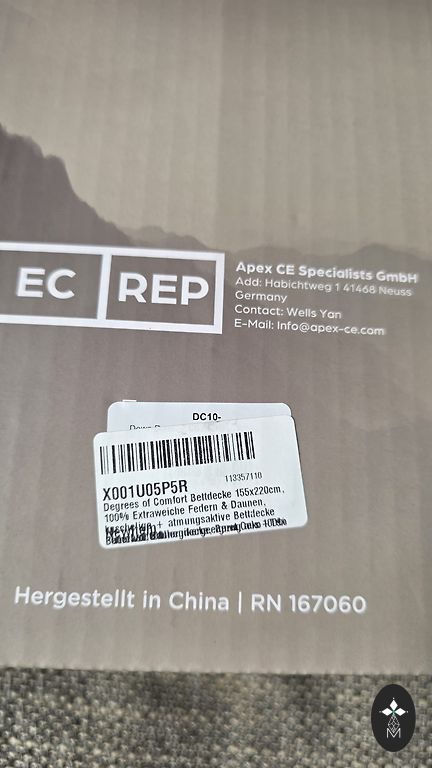 EC REP
Apex CE Specialists GmbH
Add: Habichtweg 1 41468 Neuss
Germany
Contact: Wells Yan
E-Mail: Info@apex-ce.com
DC10-
X001U05P5R
113357110
Degrees of Comfort Bettdecke 155x220cm,
100% Extraweiche Federn & Daunen,
kuschelige + atmungsaktive Bettdecke
Hergestellt in China | RN 167060
M